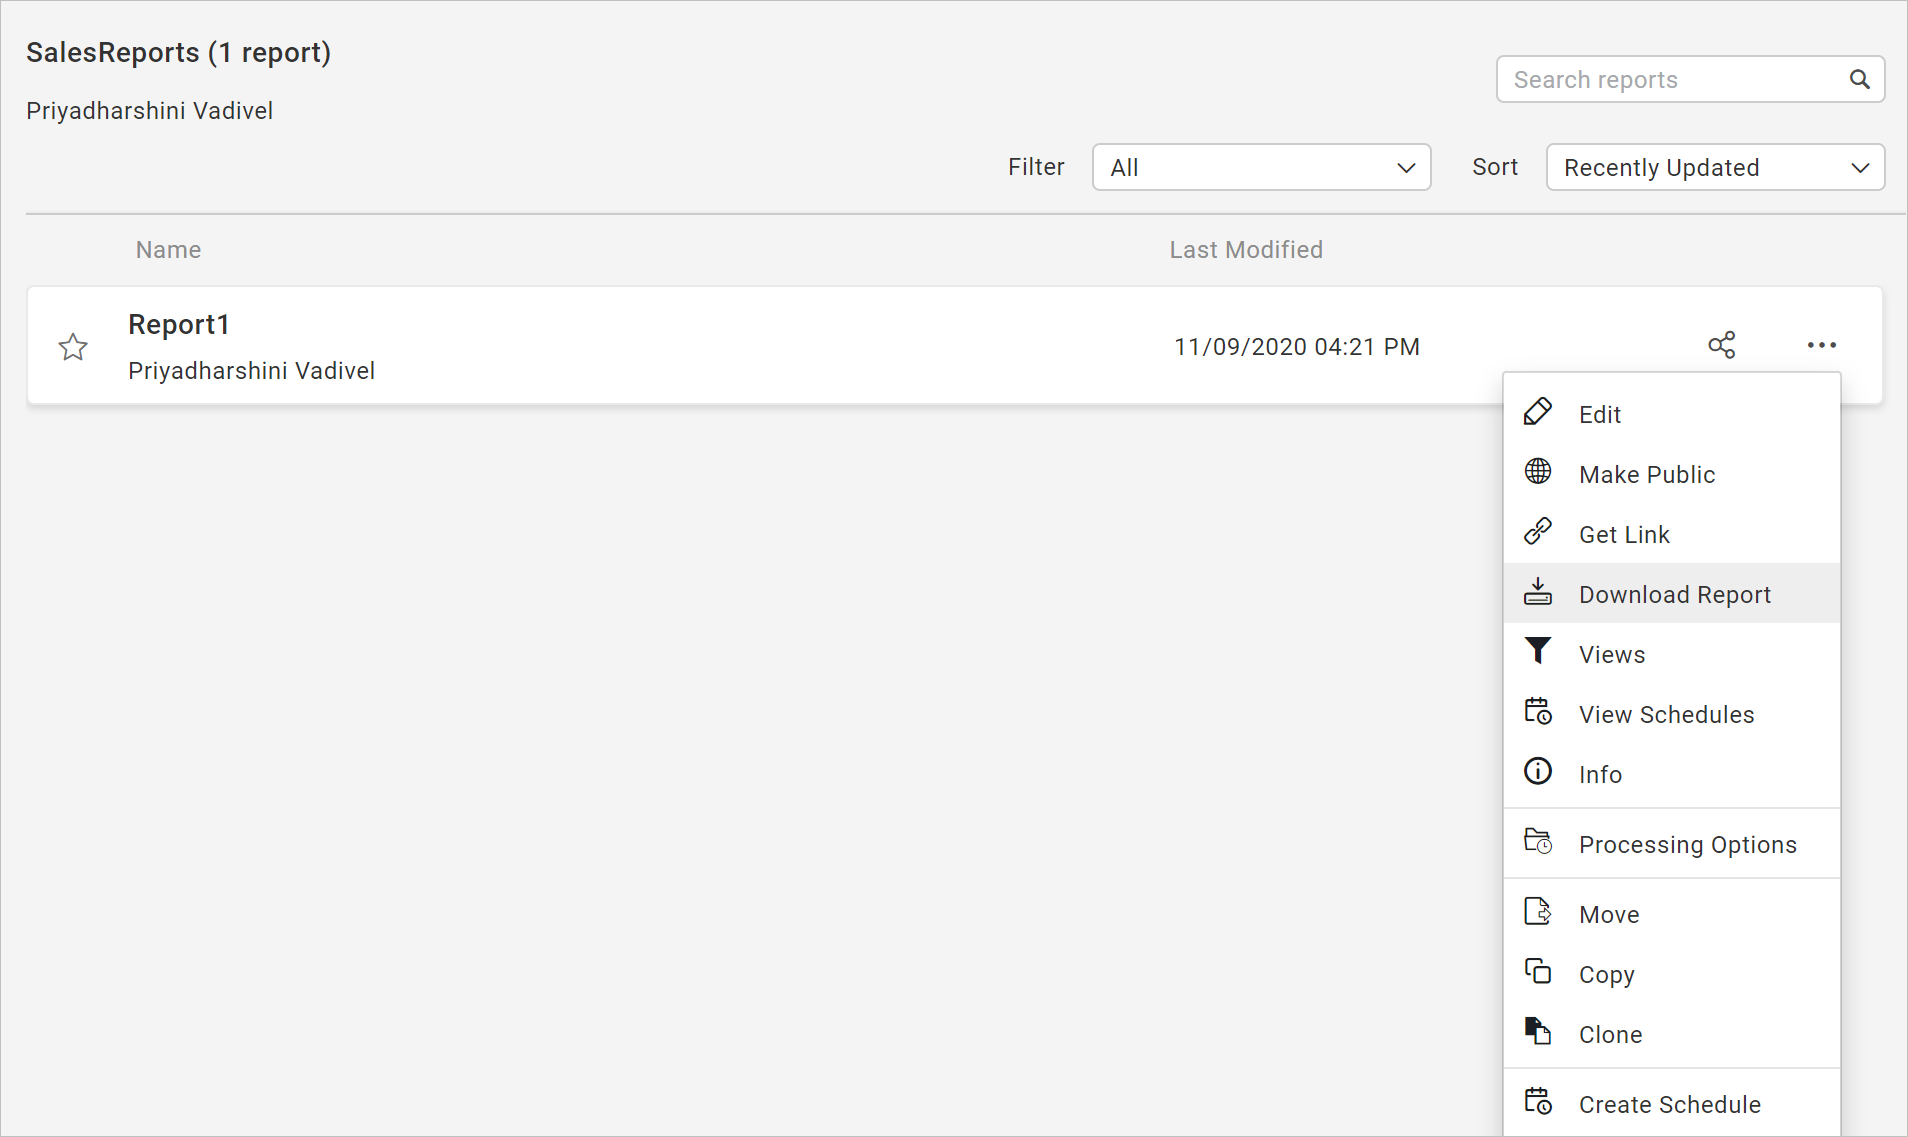 SalesReports (1 report)
Search reports
Priyadharshini Vadivel
Filter All Sort Recently Updated
Name Last Modified
Report1
11/09/2020 04:21 PM
Priyadharshini Vadivel
Edit
Make Public
Get Link
Download Report
Views
View Schedules
Info
Processing Options
Move
Copy
Clone
Create Schedule